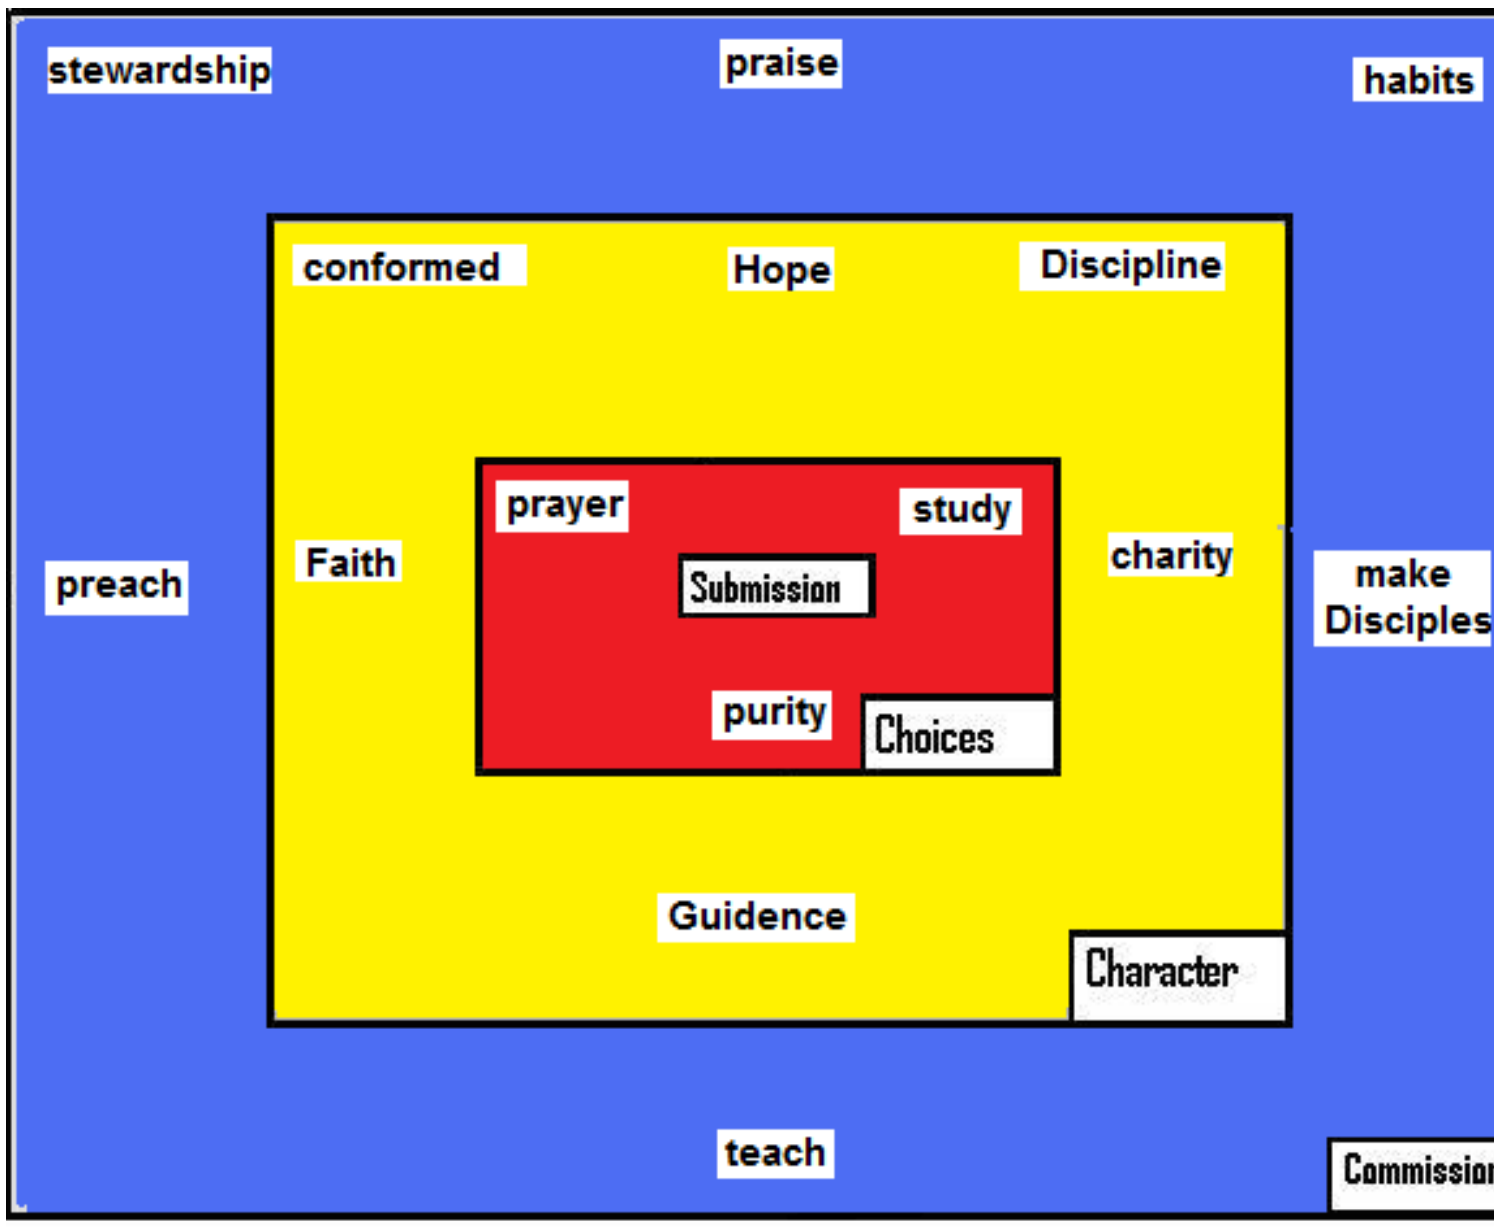 stewardship
praise
habits
conformed
Hope
Discipline
prayer
study
Faith
charity
preach
Submission
make
Disciples
purity
Choices
Guidence
Character
teach
Commission